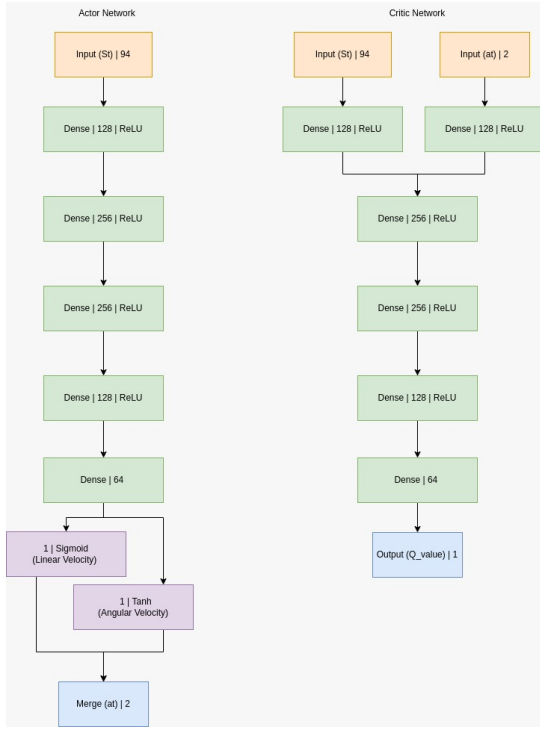 Actor Network
Input (St) | 94
Dense | 128 | ReLU
Dense | 256 | ReLU
Dense | 256 | ReLU
Dense | 128 | ReLU
Dense | 64
1 | Sigmoid
(Linear Velocity)
1 | Tanh
(Angular Velocity)
Merge (at) | 2
Critic Network
Input (St) | 94
Input (at) | 2
Dense | 128 | ReLU
Dense | 128 | ReLU
Dense | 256 | ReLU
Dense | 256 | ReLU
Dense | 128 | ReLU
Dense | 64
Output (Q_value) | 1